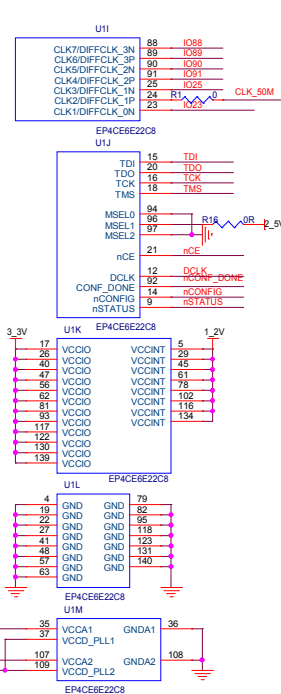 U1I
CLK7/DIFFCLK_3N 88 IO88
CLK6/DIFFCLK_3P 89 IO89
CLK5/DIFFCLK_2N 90 IO90
CLK4/DIFFCLK_2P 91 IO91
CLK3/DIFFCLK_1N 25 IO25
CLK2/DIFFCLK_1P 24 R1 0 CLK_50M
CLK1/DIFFCLK_0N 23 IO23
EP4CE6E22C8
U1J
TDI 15 TDI
TDO 20 TDO
TCK 16 TCK
TMS 18 TMS
MSEL0 94
MSEL1 96 R16 0R 2_5V
MSEL2 97
nCE 21 nCE
DCLK 12 DCLK
CONF_DONE 92 nCONF_DONE
nCONFIG 14 nCONFIG
nSTATUS 9 nSTATUS
EP4CE6E22C8
3_3V U1K 1_2V
17 VCCIO VCCINT 5
26 VCCIO VCCINT 29
40 VCCIO VCCINT 45
47 VCCIO VCCINT 61
56 VCCIO VCCINT 78
62 VCCIO VCCINT 102
81 VCCIO VCCINT 116
93 VCCIO VCCINT 134
117 VCCIO
122 VCCIO
130 VCCIO
139 VCCIO
EP4CE6E22C8
U1L
4 GND GND 79
19 GND GND 82
22 GND GND 95
27 GND GND 118
41 GND GND 123
48 GND GND 131
57 GND GND 140
63 GND
EP4CE6E22C8
U1M
35 VCCA1 GNDA1 36
37 VCCD_PLL1
107 VCCA2 GNDA2 108
109 VCCD_PLL2
EP4CE6E22C8